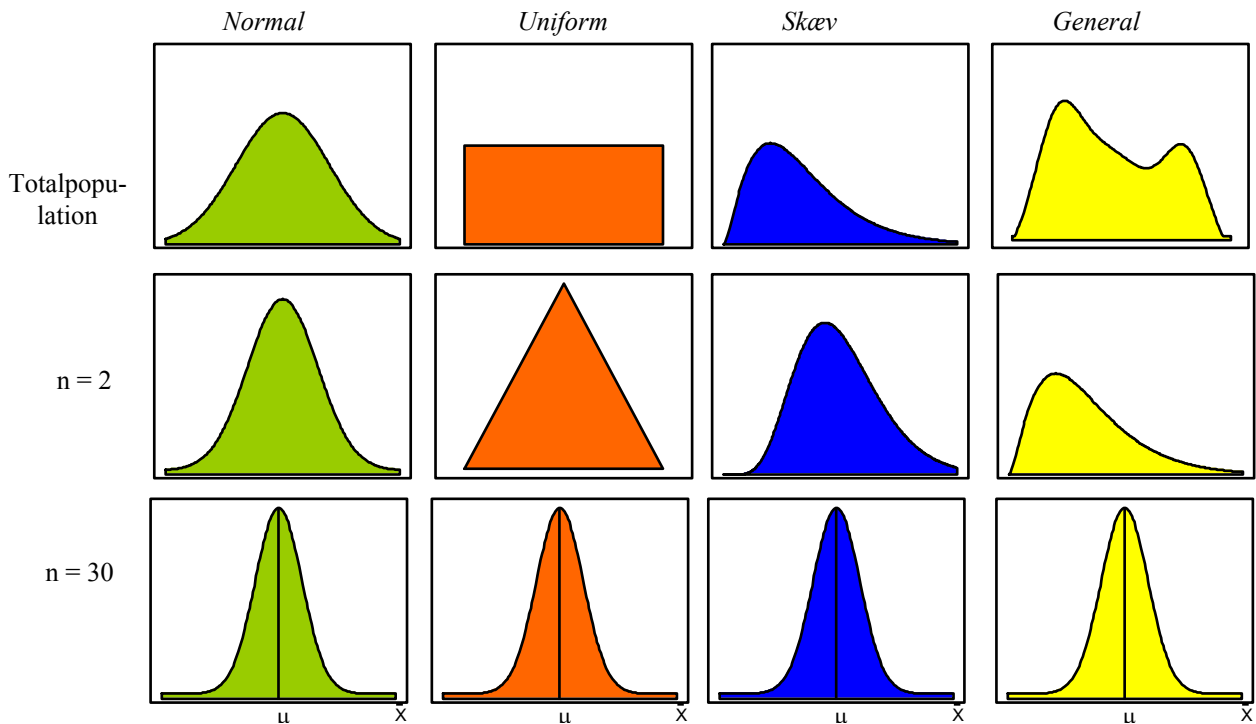 Normal Uniform Skæv General
Totalpopu-
lation
n = 2
n = 30
μ x̄ μ x̄ μ x̄ μ x̄